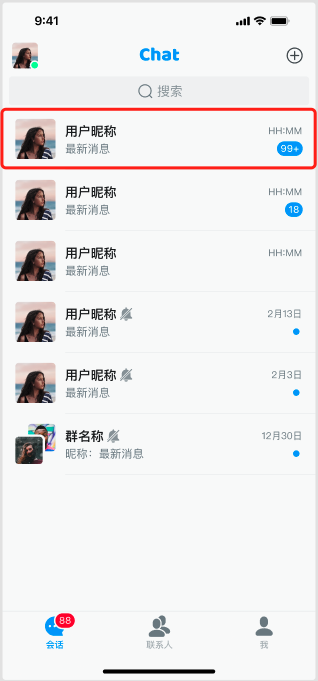 9:41
Chat
搜索
用户昵称 HH:MM
最新消息 99+
用户昵称 HH:MM
最新消息 18
用户昵称 HH:MM
最新消息
用户昵称 2月13日
最新消息
用户昵称 2月3日
最新消息
群名称 12月30日
昵称：最新消息
88
会话 联系人 我